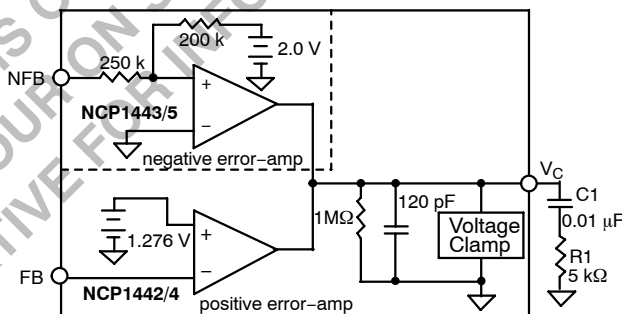 200 k
2.0 V
250 k
NFB
NCP1443/5
+
−
negative error−amp
VC
C1
0.01 µF
R1
5 kΩ
1MΩ
120 pF
Voltage
Clamp
1.276 V
+
−
FB
NCP1442/4
positive error−amp